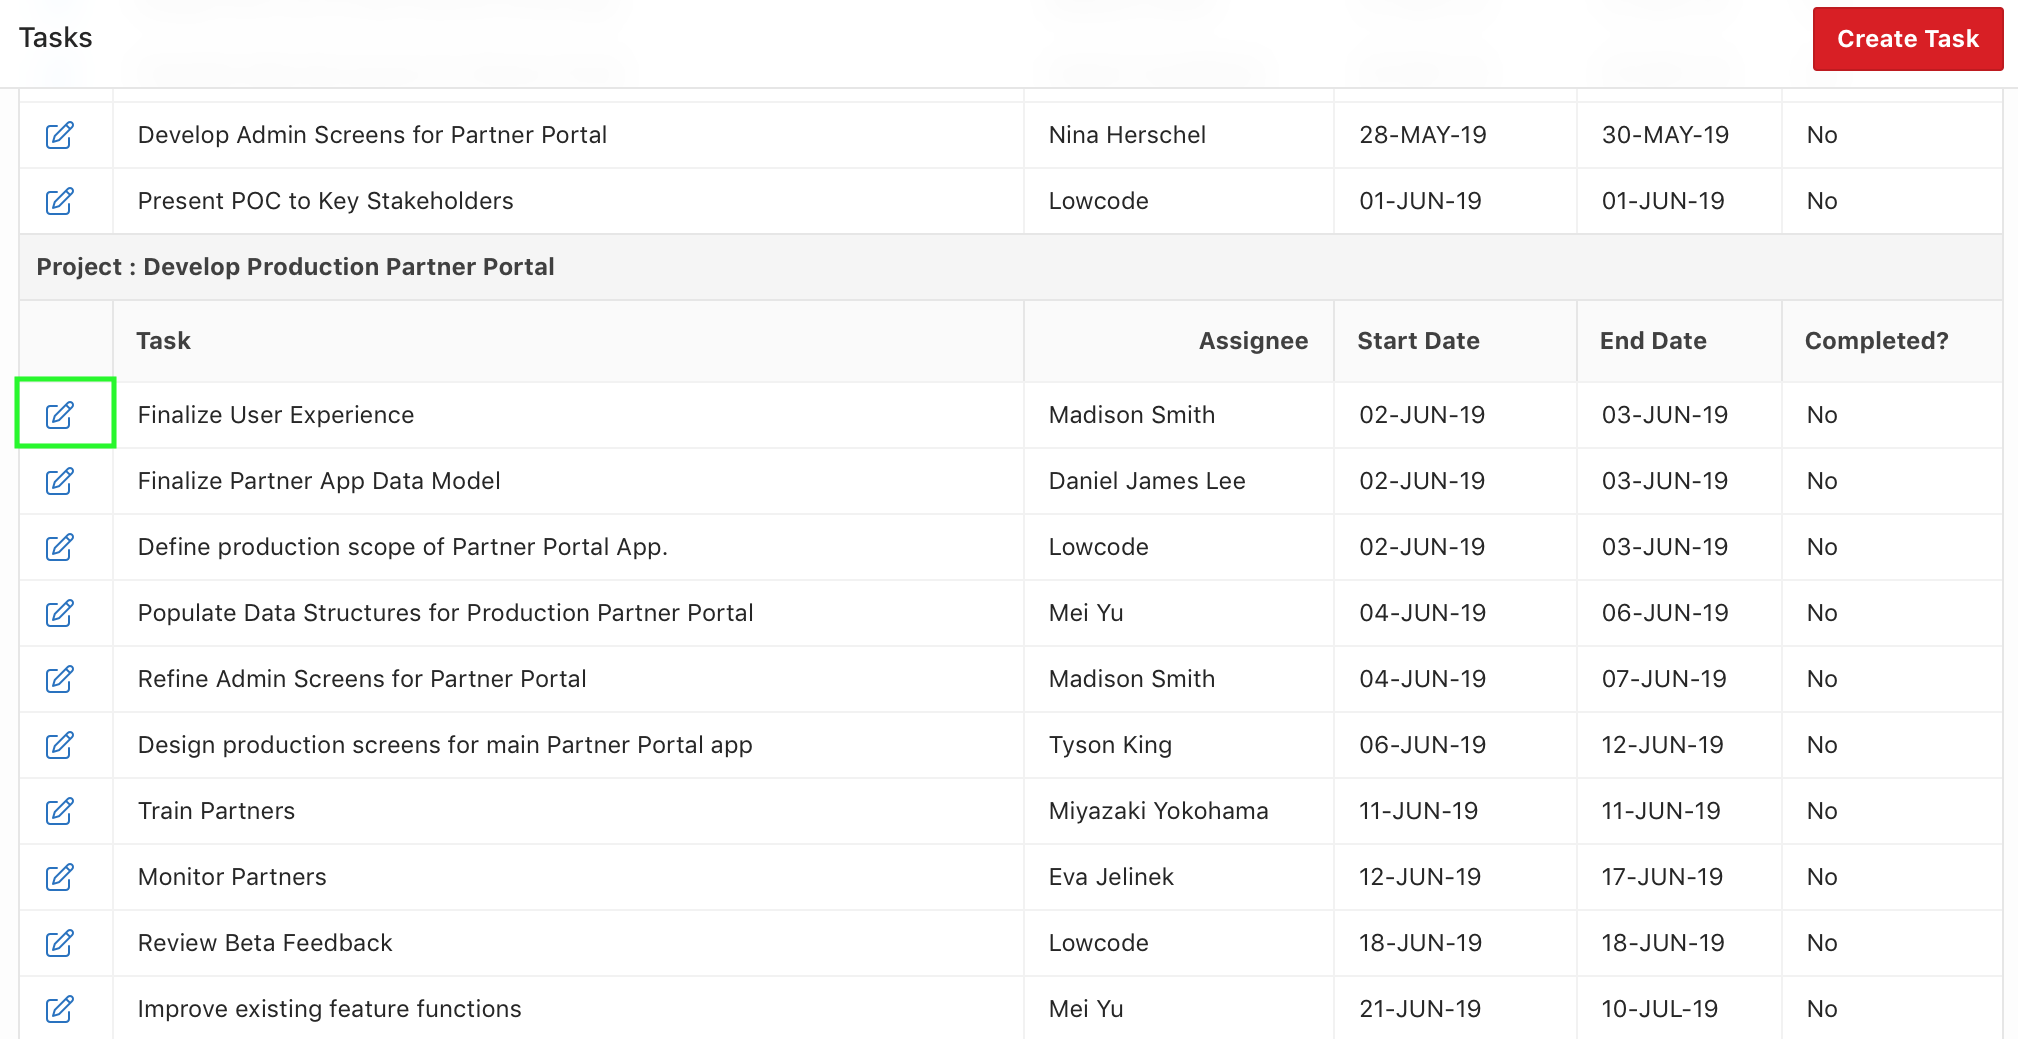 Tasks
Create Task
Develop Admin Screens for Partner Portal Nina Herschel 28-MAY-19 30-MAY-19 No
Present POC to Key Stakeholders Lowcode 01-JUN-19 01-JUN-19 No
Project : Develop Production Partner Portal
Task Assignee Start Date End Date Completed?
Finalize User Experience Madison Smith 02-JUN-19 03-JUN-19 No
Finalize Partner App Data Model Daniel James Lee 02-JUN-19 03-JUN-19 No
Define production scope of Partner Portal App. Lowcode 02-JUN-19 03-JUN-19 No
Populate Data Structures for Production Partner Portal Mei Yu 04-JUN-19 06-JUN-19 No
Refine Admin Screens for Partner Portal Madison Smith 04-JUN-19 07-JUN-19 No
Design production screens for main Partner Portal app Tyson King 06-JUN-19 12-JUN-19 No
Train Partners Miyazaki Yokohama 11-JUN-19 11-JUN-19 No
Monitor Partners Eva Jelinek 12-JUN-19 17-JUN-19 No
Review Beta Feedback Lowcode 18-JUN-19 18-JUN-19 No
Improve existing feature functions Mei Yu 21-JUN-19 10-JUL-19 No